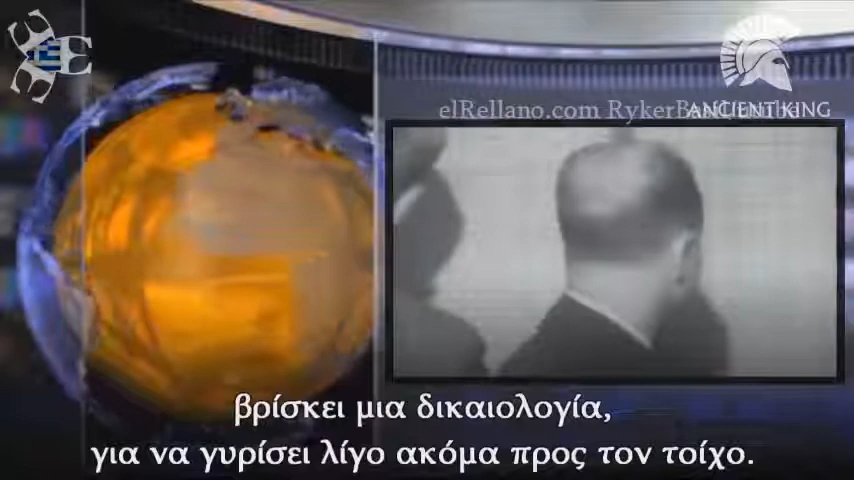 elRellano.com
ANCIENT KING
βρίσκει μια δικαιολογία,
για να γυρίσει λίγο ακόμα προς τον τοίχο.